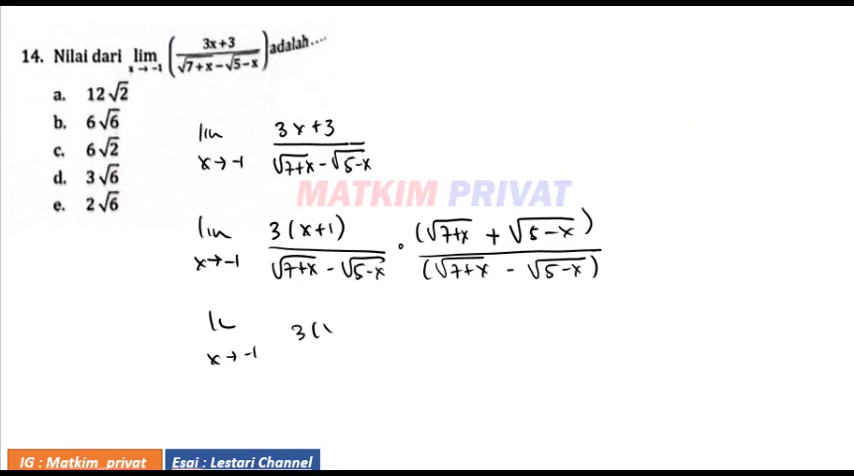 14. Nilai dari lim x → -1 ( 3x+3 / √7+x − √5−x ) adalah....
a. 12√2
b. 6√6
c. 6√2
d. 3√6
e. 2√6
lim x → -1 3x+3 / √7+x − √5-x
MATKIM PRIVAT
lim x → -1 3(x+1) / √7+x − √5-x · (√7+x + √5-x) / (√7+x - √5-x)
li x → -1 3(
IG : Matkim_privat
Esai : Lestari Channel